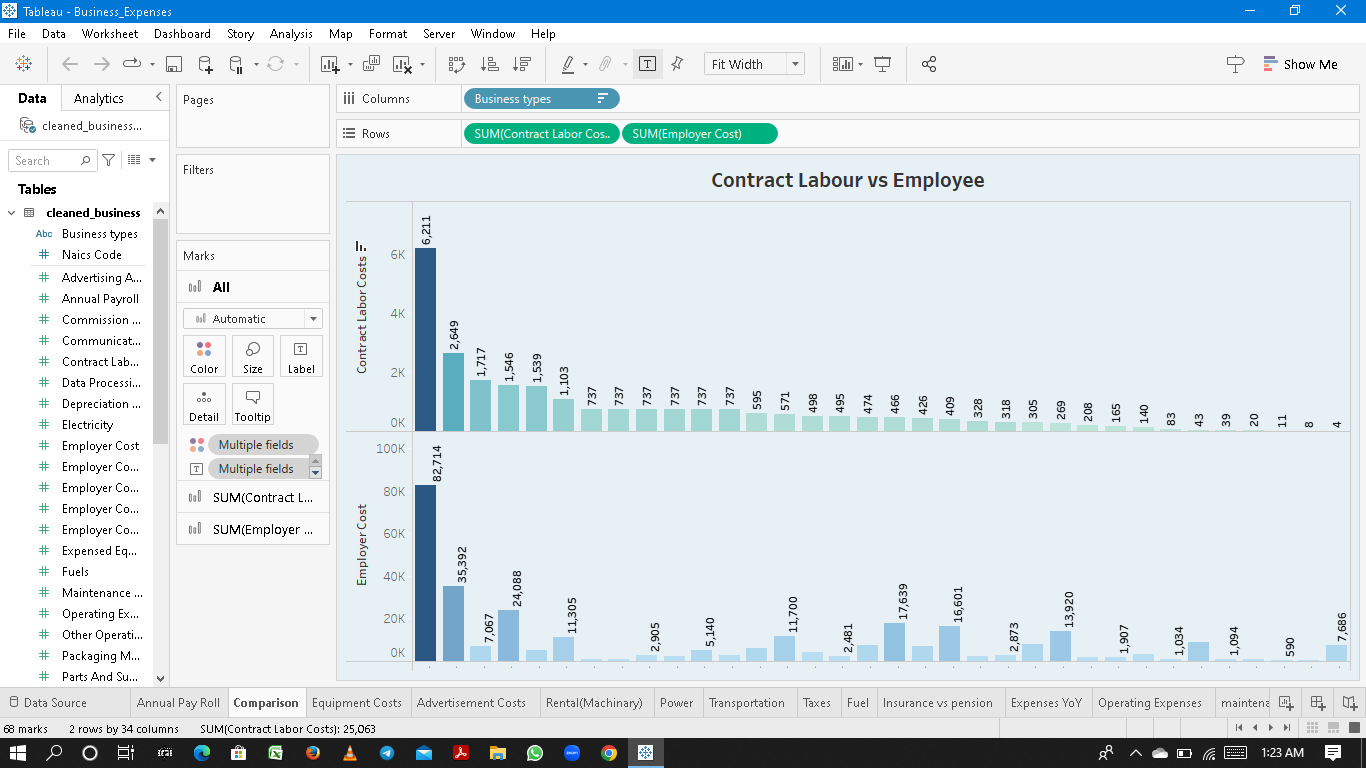 Tableau - Business_Expenses
File Data Worksheet Dashboard Story Analysis Map Format Server Window Help
Fit Width
Show Me
Data Analytics
cleaned_business...
Search
Tables
cleaned_business
Abc Business types
Naics Code
Advertising A...
Annual Payroll
Commission ...
Communicat...
Contract Lab...
Data Processi...
Depreciation ...
Electricity
Employer Cost
Employer Co...
Employer Co...
Employer Co...
Employer Co...
Expensed Eq...
Fuels
Maintenance ...
Operating Ex...
Other Operati...
Packaging M...
Parts And Su...
Pages
Filters
Marks
All
Automatic
Color Size Label
Detail Tooltip
Multiple fields
Multiple fields
SUM(Contract L...
SUM(Employer ...
Columns Business types
Rows SUM(Contract Labor Cos.. SUM(Employer Cost)
Contract Labour vs Employee
Contract Labor Costs
6K
4K
2K
0K
6,211 2,649 1,717 1,546 1,539 1,103 737 737 737 737 737 737 595 571 498 495 474 466 426 409 328 318 305 269 208 165 140 83 43 39 20 11 8 4
Employer Cost
100K
80K
60K
40K
20K
0K
82,714 35,392 7,067 24,088 11,305 2,905 5,140 11,700 2,481 17,639 16,601 2,873 13,920 1,907 1,034 1,094 590 7,686
Data Source Annual Pay Roll Comparison Equipment Costs Advertisement Costs Rental(Machinary) Power Transportation Taxes Fuel Insurance vs pension Expenses YoY Operating Expenses maintena
68 marks 2 rows by 34 columns SUM(Contract Labor Costs): 25,063
1:23 AM